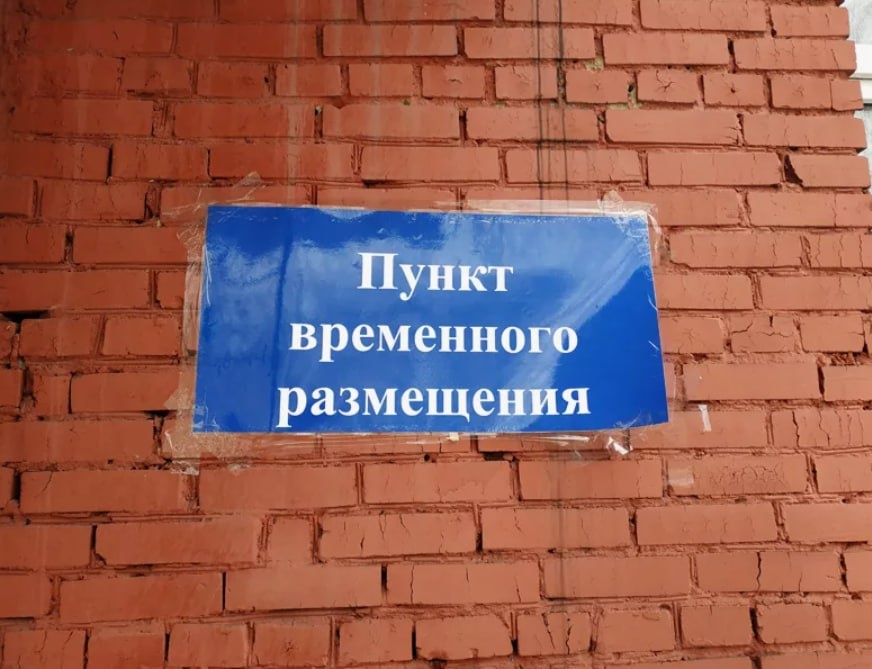 Пункт
временного
размещения